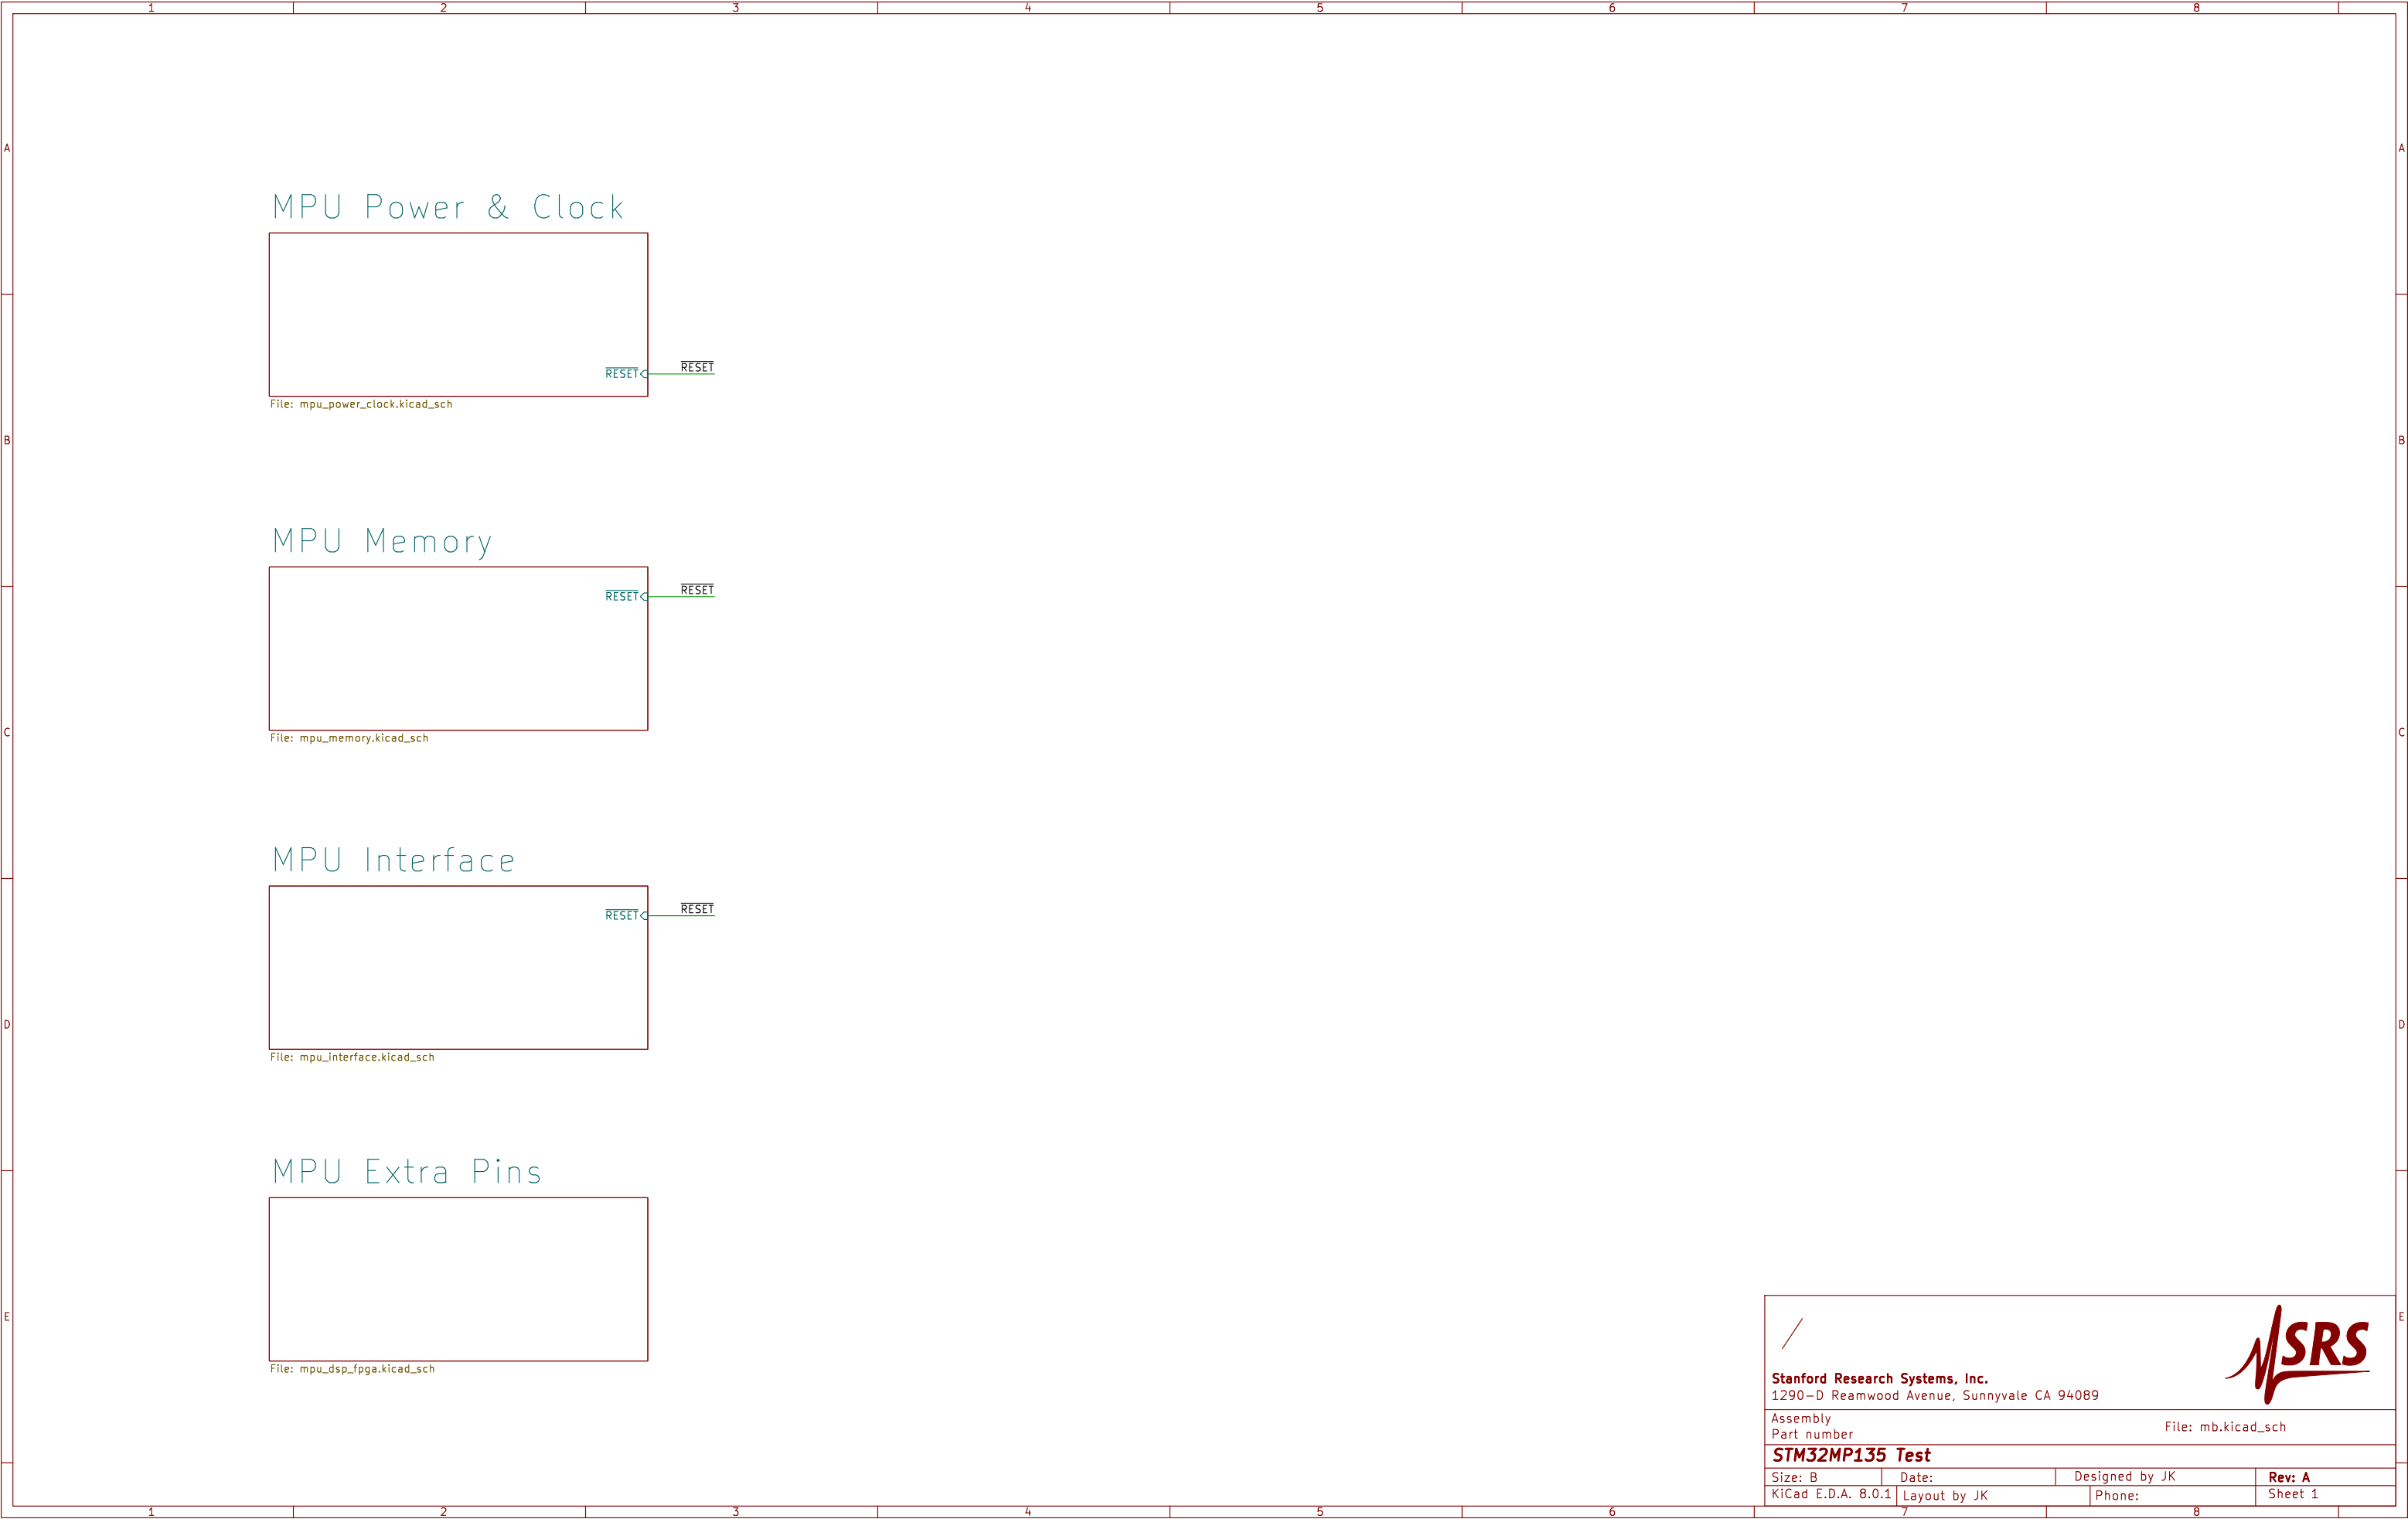 1 2 3 4 5 6 7 8
A A
MPU Power & Clock
RESET RESET
File: mpu_power_clock.kicad_sch
B B
MPU Memory
RESET RESET
File: mpu_memory.kicad_sch
C C
MPU Interface
RESET RESET
File: mpu_interface.kicad_sch
D D
MPU Extra Pins
File: mpu_dsp_fpga.kicad_sch
E E
/
SRS
Stanford Research Systems, Inc.
1290-D Reamwood Avenue, Sunnyvale CA 94089
Assembly
Part number
File: mb.kicad_sch
STM32MP135 Test
Size: B Date: Designed by JK Rev: A
KiCad E.D.A. 8.0.1 Layout by JK Phone: Sheet 1
1 2 3 4 5 6 7 8